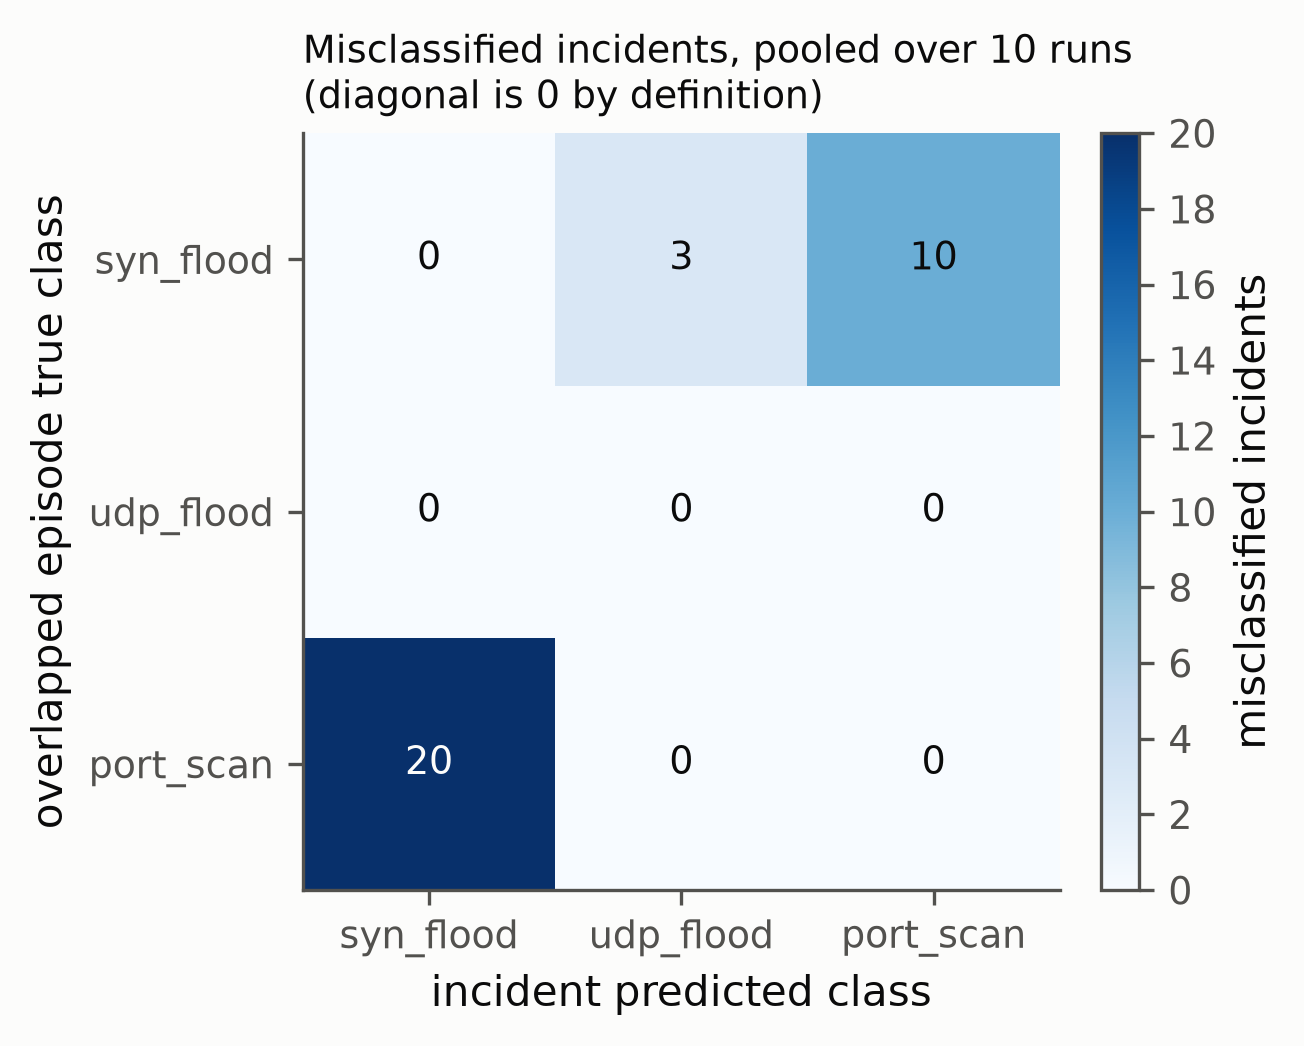 Misclassified incidents, pooled over 10 runs
(diagonal is 0 by definition)
overlapped episode true class
syn_flood
0
3
10
udp_flood
0
0
0
port_scan
20
0
0
syn_flood
udp_flood
port_scan
incident predicted class
20
18
16
14
12
10
8
6
4
2
0
misclassified incidents